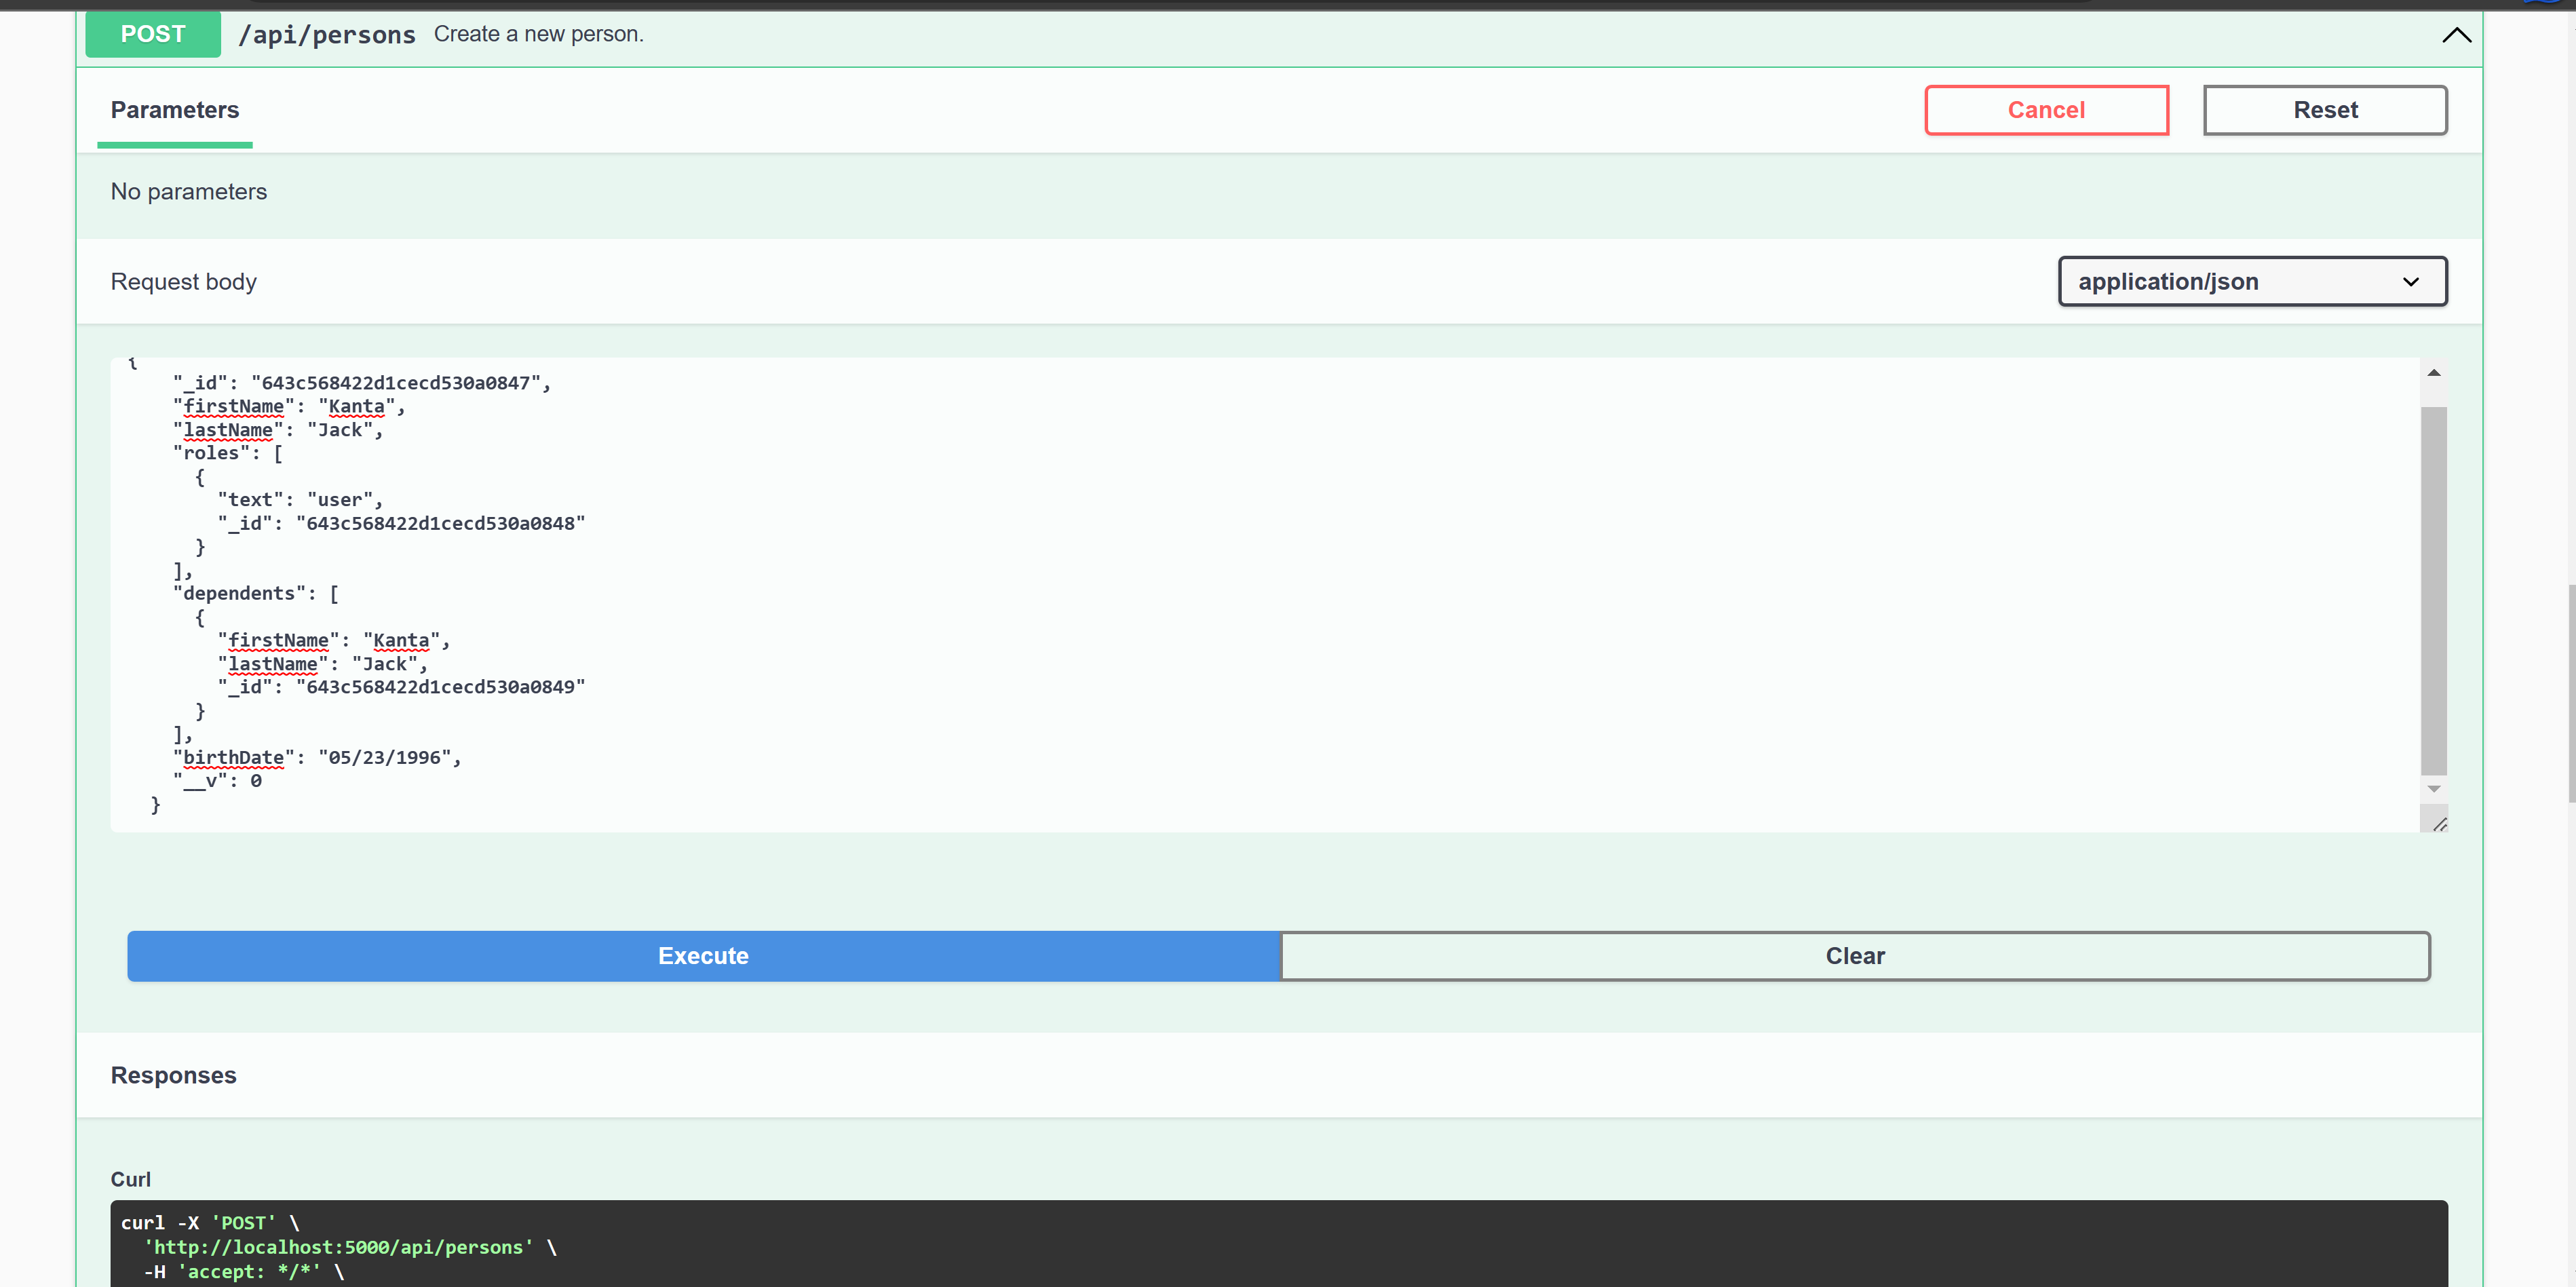 POST /api/persons Create a new person.
Parameters
Cancel
Reset
No parameters
Request body
application/json
{
"_id": "643c568422d1cecd530a0847",
"firstName": "Kanta",
"lastName": "Jack",
"roles": [
{
"text": "user",
"_id": "643c568422d1cecd530a0848"
}
],
"dependents": [
{
"firstName": "Kanta",
"lastName": "Jack",
"_id": "643c568422d1cecd530a0849"
}
],
"birthDate": "05/23/1996",
"__v": 0
}
Execute
Clear
Responses
Curl
curl -X 'POST' \
'http://localhost:5000/api/persons' \
-H 'accept: */*' \